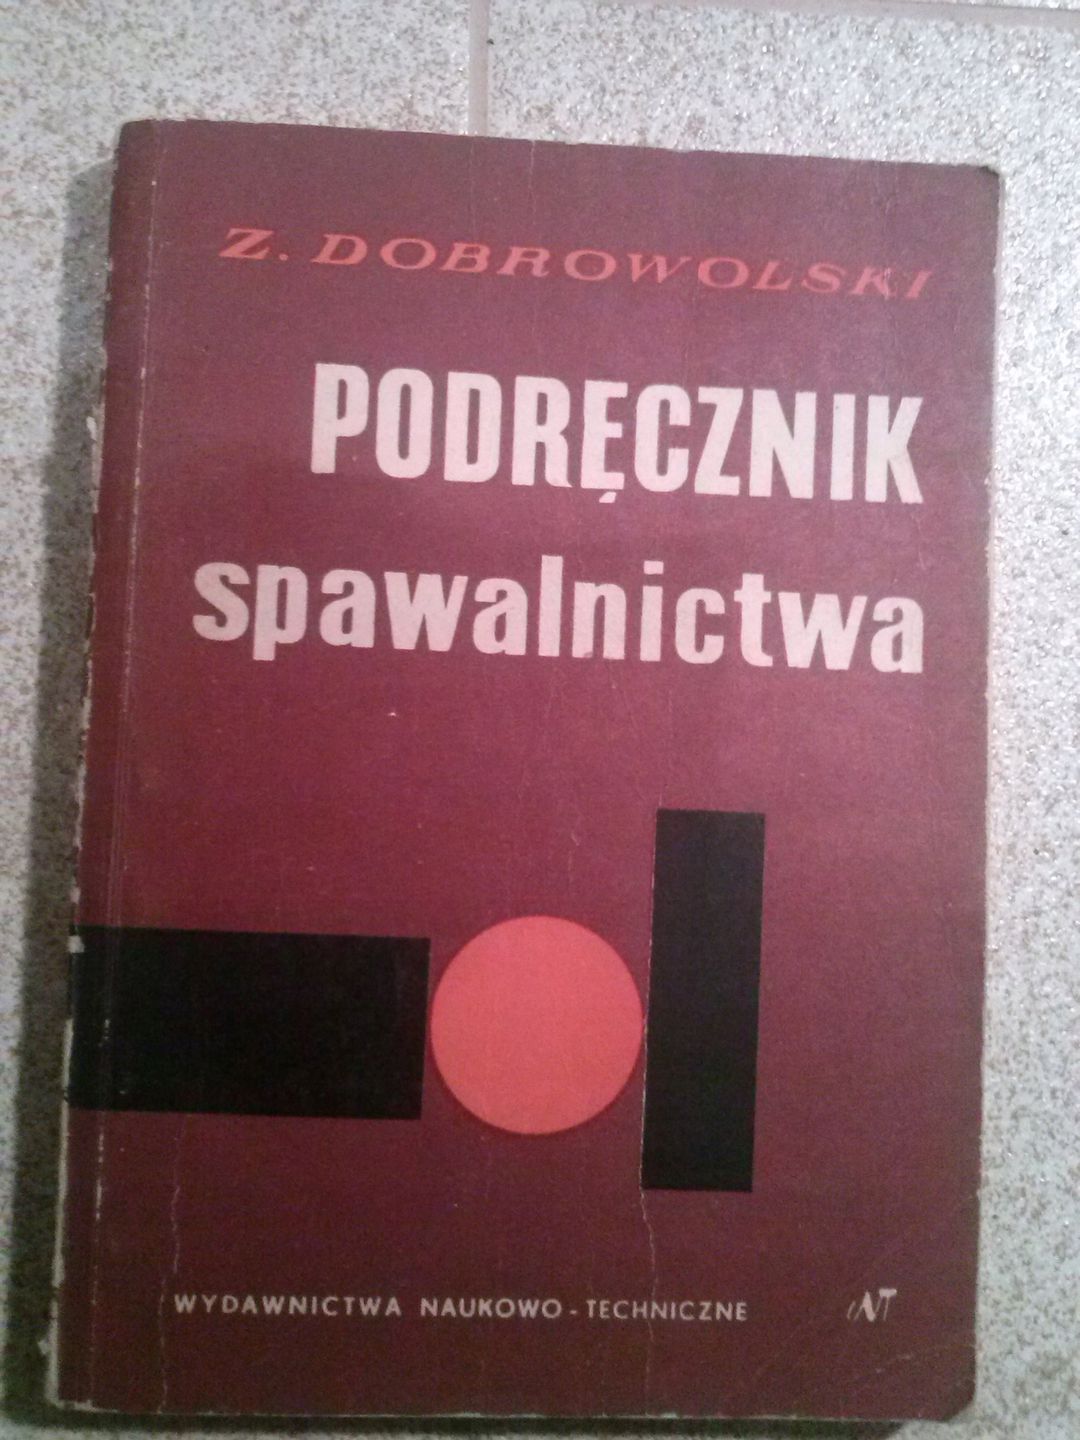 Z. DOBROWOLSKI
PODRĘCZNIK
spawalnictwa
WYDAWNICTWA NAUKOWO-TECHNICZNE